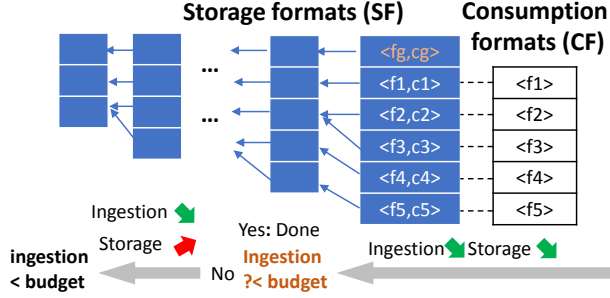 Storage formats (SF)
Consumption
formats (CF)
<fg,cg>
...
<f1,c1>
<f1>
...
<f2,c2>
<f2>
<f3,c3>
<f3>
<f4,c4>
<f4>
<f5,c5>
<f5>
Ingestion
Storage
Yes: Done
Ingestion
?< budget
Ingestion
Storage
No
ingestion
< budget